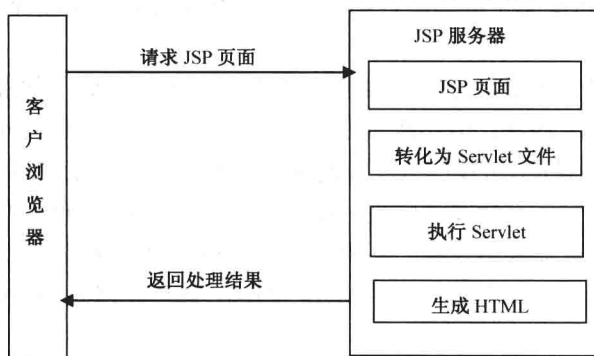 客户浏览器
请求 JSP 页面
返回处理结果
JSP 服务器
JSP 页面
转化为 Servlet 文件
执行 Servlet
生成 HTML